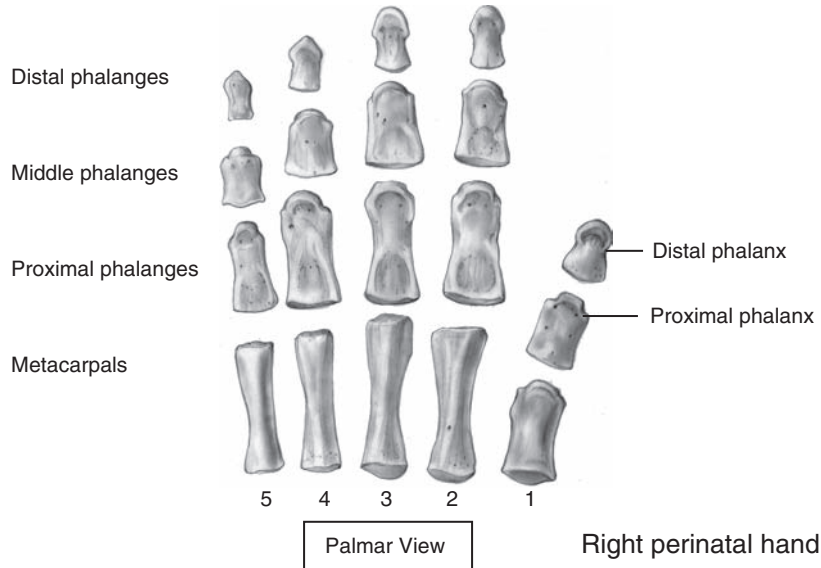 Distal phalanges
Middle phalanges
Proximal phalanges
Distal phalanx
Proximal phalanx
Metacarpals
5 4 3 2 1
Palmar View
Right perinatal hand